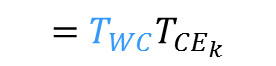 = T_{WC} T_{CE_k}